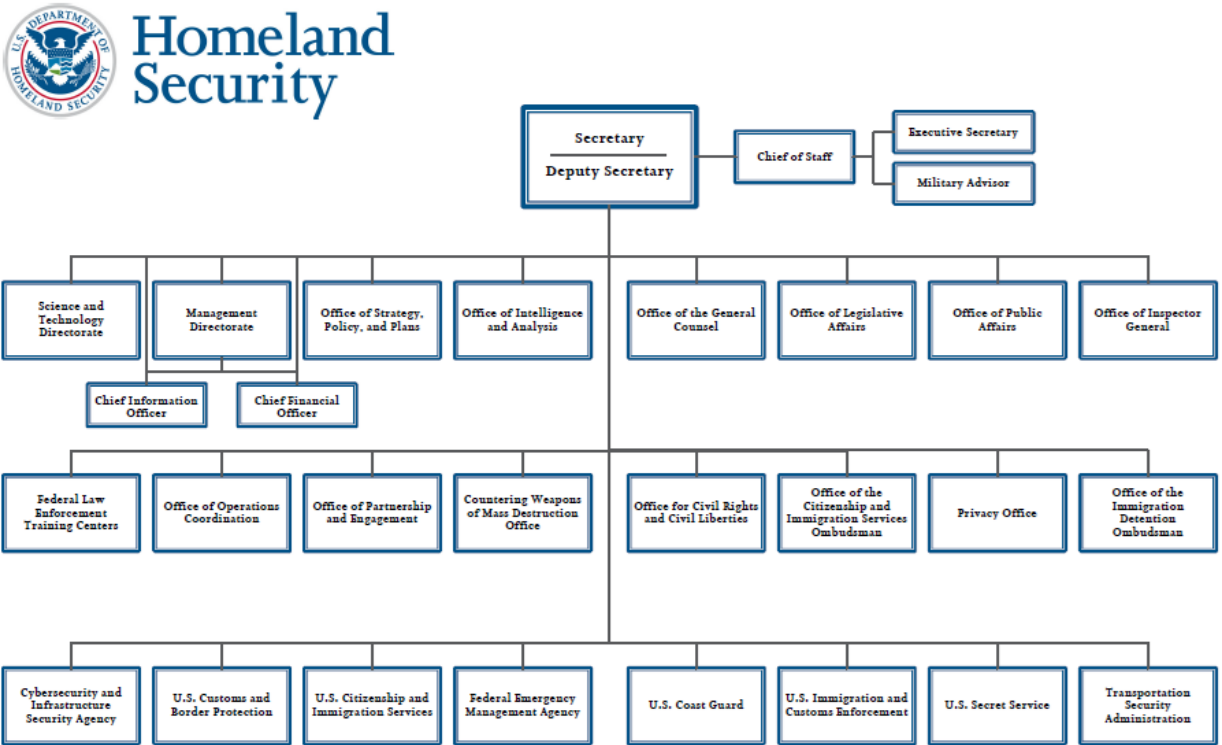 U.S. DEPARTMENT OF
HOMELAND SECURITY
Homeland
Security
Secretary
Deputy Secretary
Chief of Staff
Executive Secretary
Military Advisor
Science and
Technology
Directorate
Management
Directorate
Office of Strategy,
Policy, and Plans
Office of Intelligence
and Analysis
Office of the General
Counsel
Office of Legislative
Affairs
Office of Public
Affairs
Office of Inspector
General
Chief Information
Officer
Chief Financial
Officer
Federal Law
Enforcement
Training Centers
Office of Operations
Coordination
Office of Partnership
and Engagement
Countering Weapons
of Mass Destruction
Office
Office for Civil Rights
and Civil Liberties
Office of the
Citizenship and
Immigration Services
Ombudsman
Privacy Office
Office of the
Immigration
Detention
Ombudsman
Cybersecurity and
Infrastructure
Security Agency
U.S. Customs and
Border Protection
U.S. Citizenship and
Immigration Services
Federal Emergency
Management Agency
U.S. Coast Guard
U.S. Immigration and
Customs Enforcement
U.S. Secret Service
Transportation
Security
Administration